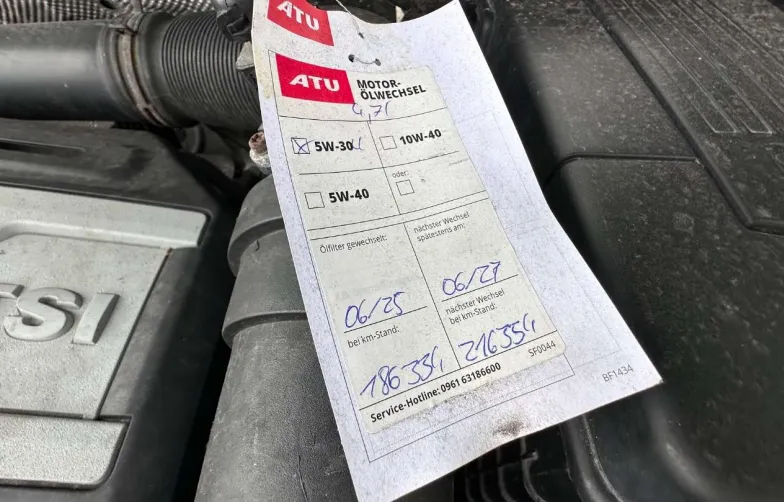 ATU
ATU
MOTOR-
ÖLWECHSEL
4,7l
5W-30
10W-40
5W-40
oder:
Ölfilter gewechselt:
nächster Wechsel
spätestens am:
06/25
06/27
bei km-Stand:
nächster Wechsel
bei km-Stand:
186334
216354
Service-Hotline: 0961 63186600
SF0044
BF1434
TSI